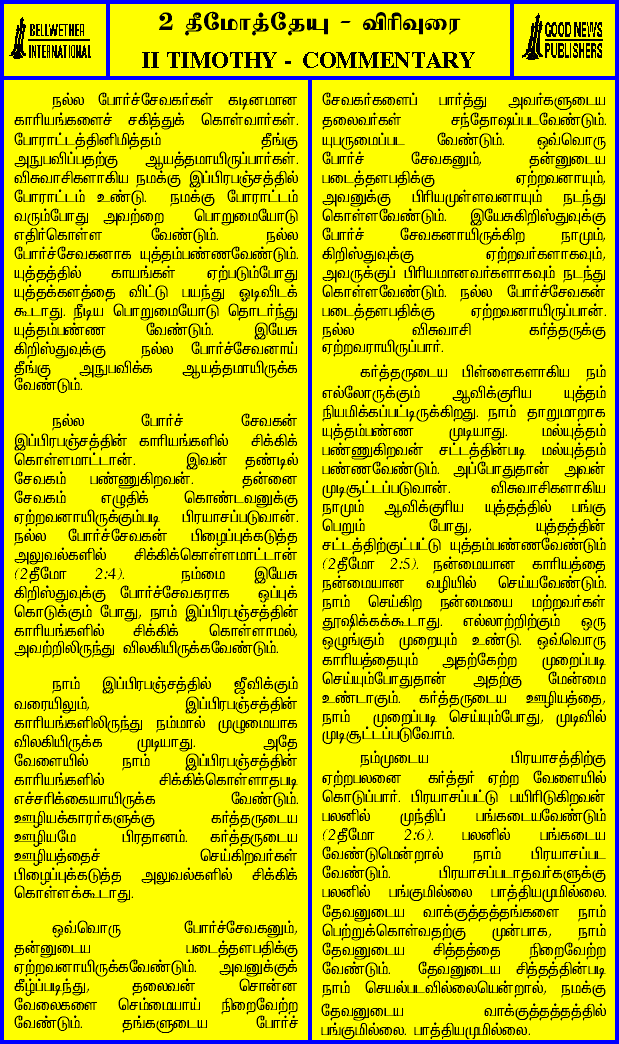 BELLWETHER
INTERNATIONAL
2 தீமோத்தேயு - விரிவுரை
II TIMOTHY - COMMENTARY
GOOD NEWS
PUBLISHERS
நல்ல போர்ச்சேவகர்கள் கடினமான
காரியங்களைச் சகித்துக் கொள்வார்கள்.
போராட்டத்தினிமித்தம் தீங்கு
அநுபவிப்பதற்கு ஆயத்தமாயிருப்பார்கள்.
விசுவாசிகளாகிய நமக்கு இப்பிரபஞ்சத்தில்
போராட்டம் உண்டு. நமக்கு போராட்டம்
வரும்போது அவற்றை பொறுமையோடு
எதிர்கொள்ள வேண்டும். நல்ல
போர்ச்சேவகனாக யுத்தம்பண்ணவேண்டும்.
யுத்தத்தில் காயங்கள் ஏற்படும்போது
யுத்தக்களத்தை விட்டு பயந்து ஓடிவிடக்
கூடாது. நீடிய பொறுமையோடு தொடர்ந்து
யுத்தம்பண்ண வேண்டும். இயேசு
கிறிஸ்துவுக்கு நல்ல போர்ச்சேவனாய்
தீங்கு அநுபவிக்க ஆயத்தமாயிருக்க
வேண்டும்.
நல்ல போர்ச் சேவகன்
இப்பிரபஞ்சத்தின் காரியங்களில் சிக்கிக்
கொள்ளமாட்டான். இவன் தண்டில்
சேவகம் பண்ணுகிறவன். தன்னை
சேவகம் எழுதிக் கொண்டவனுக்கு
ஏற்றவனாயிருக்கும்படி பிரயாசப்படுவான்.
நல்ல போர்ச்சேவகன் பிழைப்புக்கடுத்த
அலுவல்களில் சிக்கிக்கொள்ளமாட்டான்
(2தீமோ 2:4). நம்மை இயேசு
கிறிஸ்துவுக்கு போர்ச்சேவகராக ஒப்புக்
கொடுக்கும் போது, நாம் இப்பிரபஞ்சத்தின்
காரியங்களில் சிக்கிக் கொள்ளாமல்,
அவற்றிலிருந்து விலகியிருக்கவேண்டும்.
நாம் இப்பிரபஞ்சத்தில் ஜீவிக்கும்
வரையிலும், இப்பிரபஞ்சத்தின்
காரியங்களிலிருந்து நம்மால் முழுமையாக
விலகியிருக்க முடியாது. அதே
வேளையில் நாம் இப்பிரபஞ்சத்தின்
காரியங்களில் சிக்கிக்கொள்ளாதபடி
எச்சரிக்கையாயிருக்க வேண்டும்.
ஊழியக்காரர்களுக்கு கர்த்தருடைய
ஊழியமே பிரதானம். கர்த்தருடைய
ஊழியத்தைச் செய்கிறவர்கள்
பிழைப்புக்கடுத்த அலுவல்களில் சிக்கிக்
கொள்ளக்கூடாது.
ஒவ்வொரு போர்ச்சேவகனும்,
தன்னுடைய படைத்தளபதிக்கு
ஏற்றவனாயிருக்கவேண்டும். அவனுக்குக்
கீழ்ப்படிந்து, தலைவன் சொன்ன
வேலைகளை செம்மையாய் நிறைவேற்ற
வேண்டும். தங்களுடைய போர்ச்
சேவகர்களைப் பார்த்து அவர்களுடைய
தலைவர்கள் சந்தோஷப்படவேண்டும்.
யுபருமைப்பட வேண்டும். ஒவ்வொரு
போர்ச் சேவகனும், தன்னுடைய
படைத்தளபதிக்கு ஏற்றவனாயும்,
அவனுக்கு பிரியமுள்ளவனாயும் நடந்து
கொள்ளவேண்டும். இயேசுகிறிஸ்துவுக்கு
போர்ச் சேவகனாயிருக்கிற நாமும்,
கிறிஸ்துவுக்கு ஏற்றவர்களாகவும்,
அவருக்குப் பிரியமானவர்களாகவும் நடந்து
கொள்ளவேண்டும். நல்ல போர்ச்சேவகன்
படைத்தளபதிக்கு ஏற்றவனாயிருப்பான்.
நல்ல விசுவாசி கர்த்தருக்கு
ஏற்றவராயிருப்பார்.
கர்த்தருடைய பிள்ளைகளாகிய நம்
எல்லோருக்கும் ஆவிக்குரிய யுத்தம்
நியமிக்கப்பட்டிருக்கிறது. நாம் தாறுமாறாக
யுத்தம்பண்ண முடியாது. மல்யுத்தம்
பண்ணுகிறவன் சட்டத்தின்படி மல்யுத்தம்
பண்ணவேண்டும். அப்போதுதான் அவன்
முடிசூட்டப்படுவான். விசுவாசிகளாகிய
நாமும் ஆவிக்குரிய யுத்தத்தில் பங்கு
பெறும் போது, யுத்தத்தின்
சட்டத்திற்குட்பட்டு யுத்தம்பண்ணவேண்டும்
(2தீமோ 2:5). நன்மையான காரியத்தை
நன்மையான வழியில் செய்யவேண்டும்.
நாம் செய்கிற நன்மையை மற்றவர்கள்
தூஷிக்கக்கூடாது. எல்லாற்றிற்கும் ஒரு
ஒழுங்கும் முறையும் உண்டு. ஒவ்வொரு
காரியத்தையும் அதற்கேற்ற முறைப்படி
செய்யும்போதுதான் அதற்கு மேன்மை
உண்டாகும். கர்த்தருடைய ஊழியத்தை,
நாம் முறைப்படி செய்யும்போது, முடிவில்
முடிசூட்டப்படுவோம்.
நம்முடைய பிரயாசத்திற்கு
ஏற்றபலனை கர்த்தர் ஏற்ற வேளையில்
கொடுப்பார். பிரயாசப்பட்டு பயிரிடுகிறவன்
பலனில் முந்திப் பங்கடையவேண்டும்
(2தீமோ 2:6). பலனில் பங்கடைய
வேண்டுமென்றால் நாம் பிரயாசப்பட
வேண்டும். பிரயாசப்படாதவர்களுக்கு
பலனில் பங்குமில்லை பாத்தியமுமில்லை.
தேவனுடைய வாக்குத்தத்தங்களை நாம்
பெற்றுக்கொள்வதற்கு முன்பாக, நாம்
தேவனுடைய சித்தத்தை நிறைவேற்ற
வேண்டும். தேவனுடைய சித்தத்தின்படி
நாம் செயல்படவில்லையென்றால், நமக்கு
தேவனுடைய வாக்குத்தத்தத்தில்
பங்குமில்லை. பாத்தியமுமில்லை.